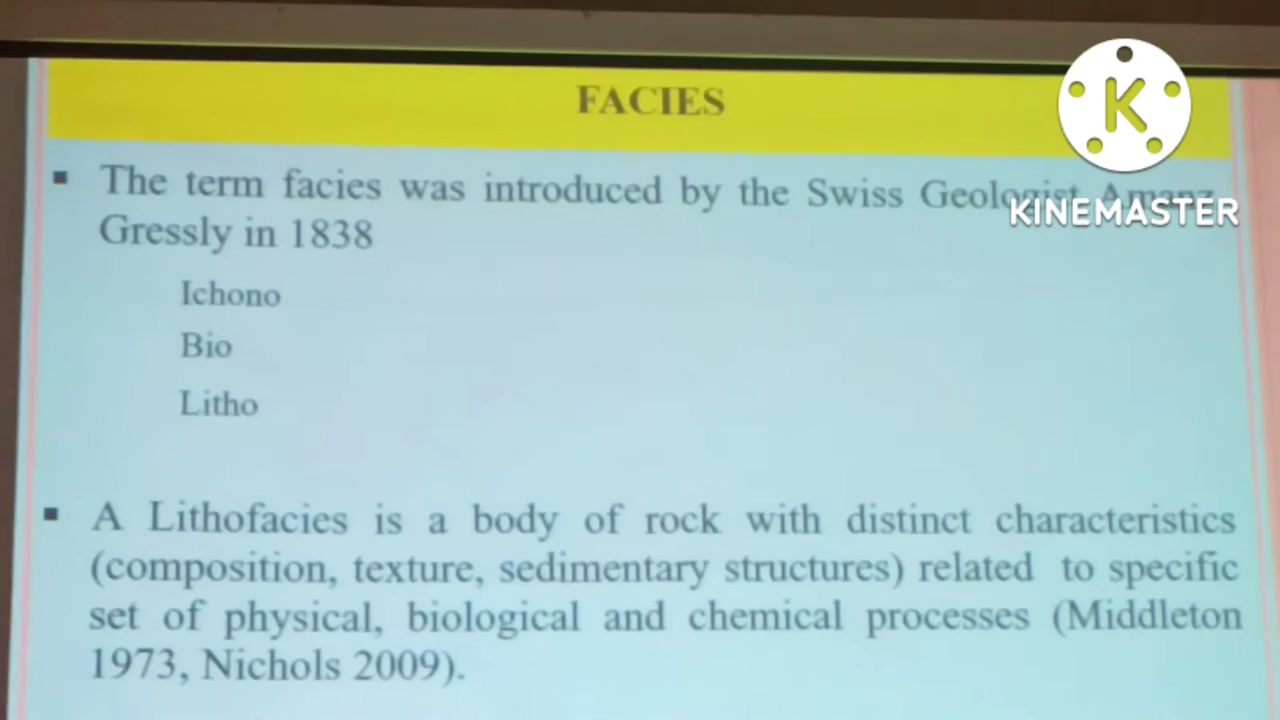 FACIES
▪ The term facies was introduced by the Swiss Geologist Amanz
Gressly in 1838
Ichono
Bio
Litho
▪ A Lithofacies is a body of rock with distinct characteristics
(composition, texture, sedimentary structures) related to specific
set of physical, biological and chemical processes (Middleton
1973, Nichols 2009).
K
KINEMASTER